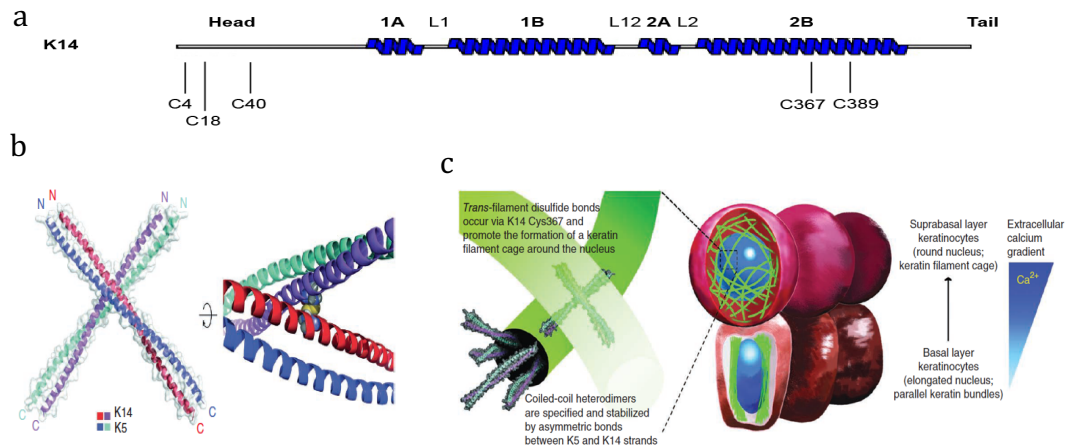 a
Head 1A L1 1B L12 2A L2 2B Tail
K14
C4 C18 C40 C367 C389
b
N N N N
C C C C
K14
K5
c
Trans-filament disulfide bonds
occur via K14 Cys367 and
promote the formation of a keratin
filament cage around the nucleus
Coiled-coil heterodimers
are specified and stabilized
by asymmetric bonds
between K5 and K14 strands
Suprabasal layer
keratinocytes
(round nucleus;
keratin filament cage)
Basal layer
keratinocytes
(elongated nucleus;
parallel keratin bundles)
Extracellular
calcium
gradient
Ca2+